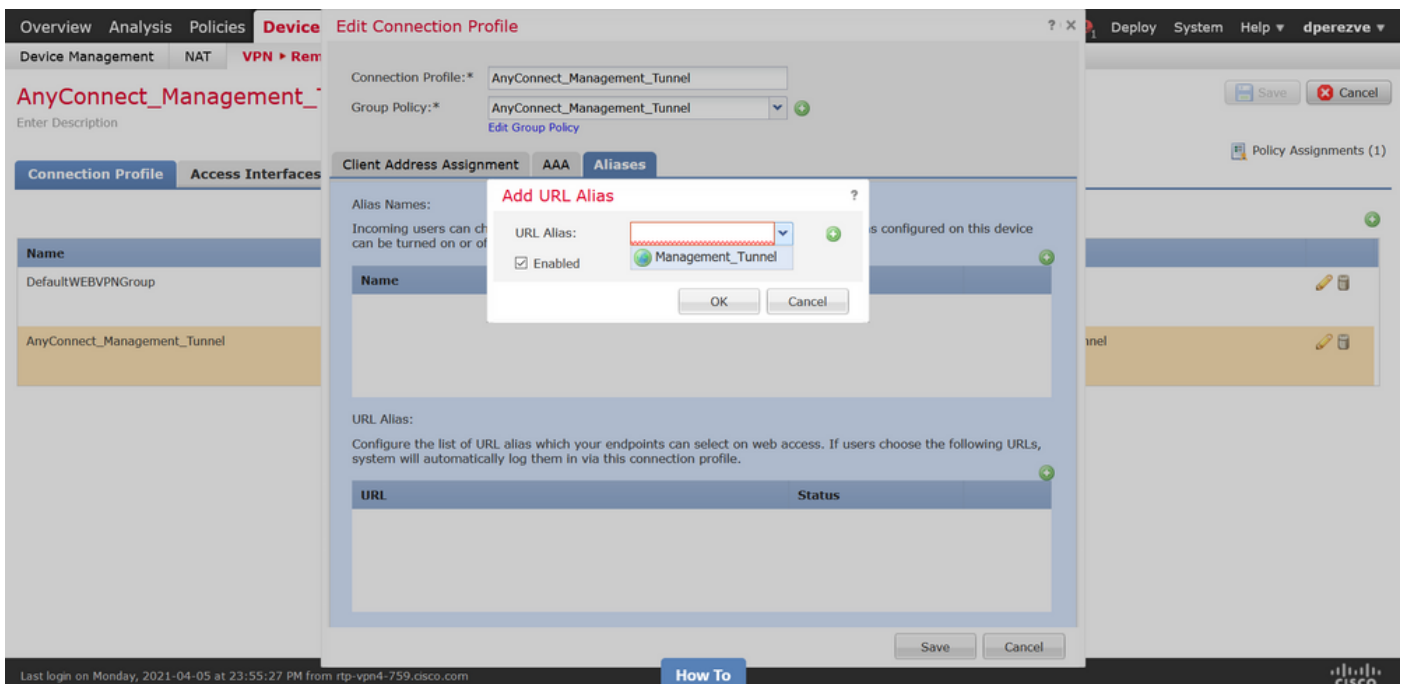 Overview Analysis Policies Device Edit Connection Profile ? X 1 Deploy System Help dperezve
Device Management NAT VPN ▸ Rem
Connection Profile:* AnyConnect_Management_Tunnel
AnyConnect_Management_ Save Cancel
Group Policy:* AnyConnect_Management_Tunnel
Enter Description
Edit Group Policy
Policy Assignments (1)
Client Address Assignment AAA Aliases
Connection Profile Access Interfaces
Add URL Alias ?
Alias Names:
Incoming users can ch s configured on this device
URL Alias:
can be turned on or of
Name
Management_Tunnel
Enabled
Name
DefaultWEBVPNGroup
OK Cancel
AnyConnect_Management_Tunnel nnel
URL Alias:
Configure the list of URL alias which your endpoints can select on web access. If users choose the following URLs,
system will automatically log them in via this connection profile.
URL Status
Save Cancel
Last login on Monday, 2021-04-05 at 23:55:27 PM from rtp-vpn4-759.cisco.com How To
CISCO